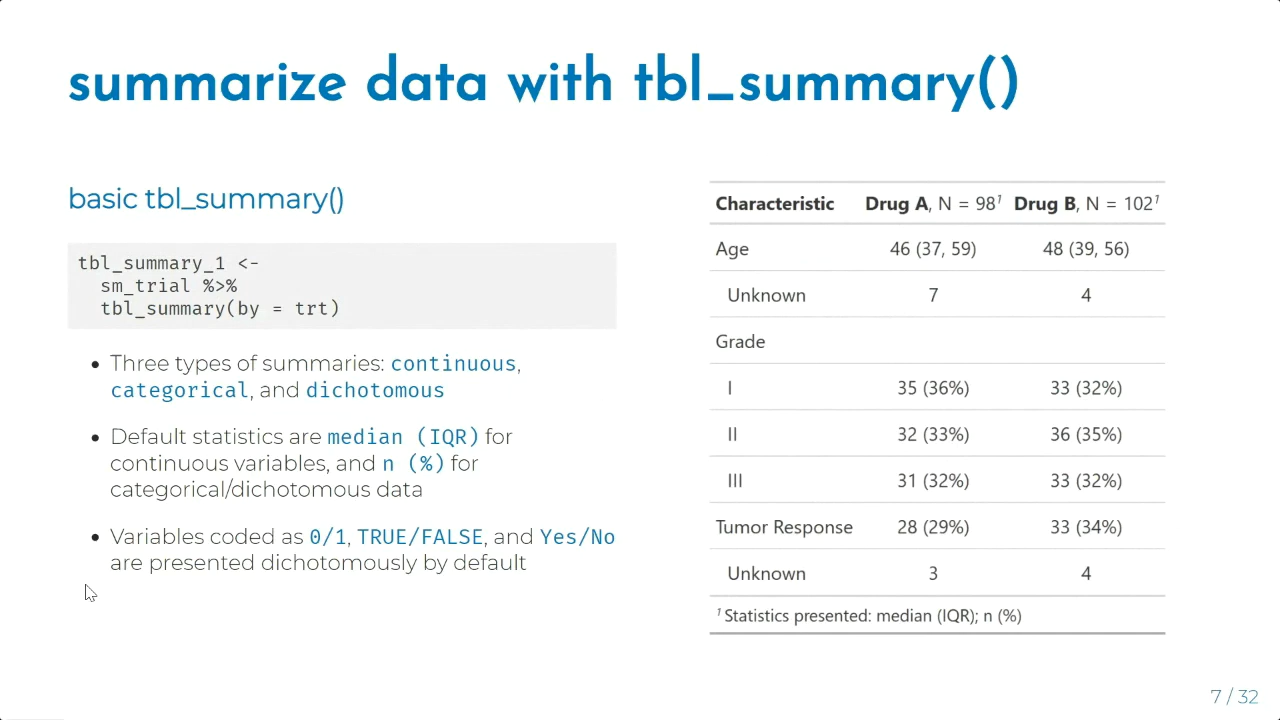 summarize data with tbl_summary()
basic tbl_summary()
tbl_summary_1 <-
  sm_trial %>%
  tbl_summary(by = trt)
• Three types of summaries: continuous,
categorical, and dichotomous
• Default statistics are median (IQR) for
continuous variables, and n (%) for
categorical/dichotomous data
• Variables coded as 0/1, TRUE/FALSE, and Yes/No
are presented dichotomously by default
Characteristic Drug A, N = 98¹ Drug B, N = 102¹
Age 46 (37, 59) 48 (39, 56)
Unknown 7 4
Grade
I 35 (36%) 33 (32%)
II 32 (33%) 36 (35%)
III 31 (32%) 33 (32%)
Tumor Response 28 (29%) 33 (34%)
Unknown 3 4
¹ Statistics presented: median (IQR); n (%)
7 / 32